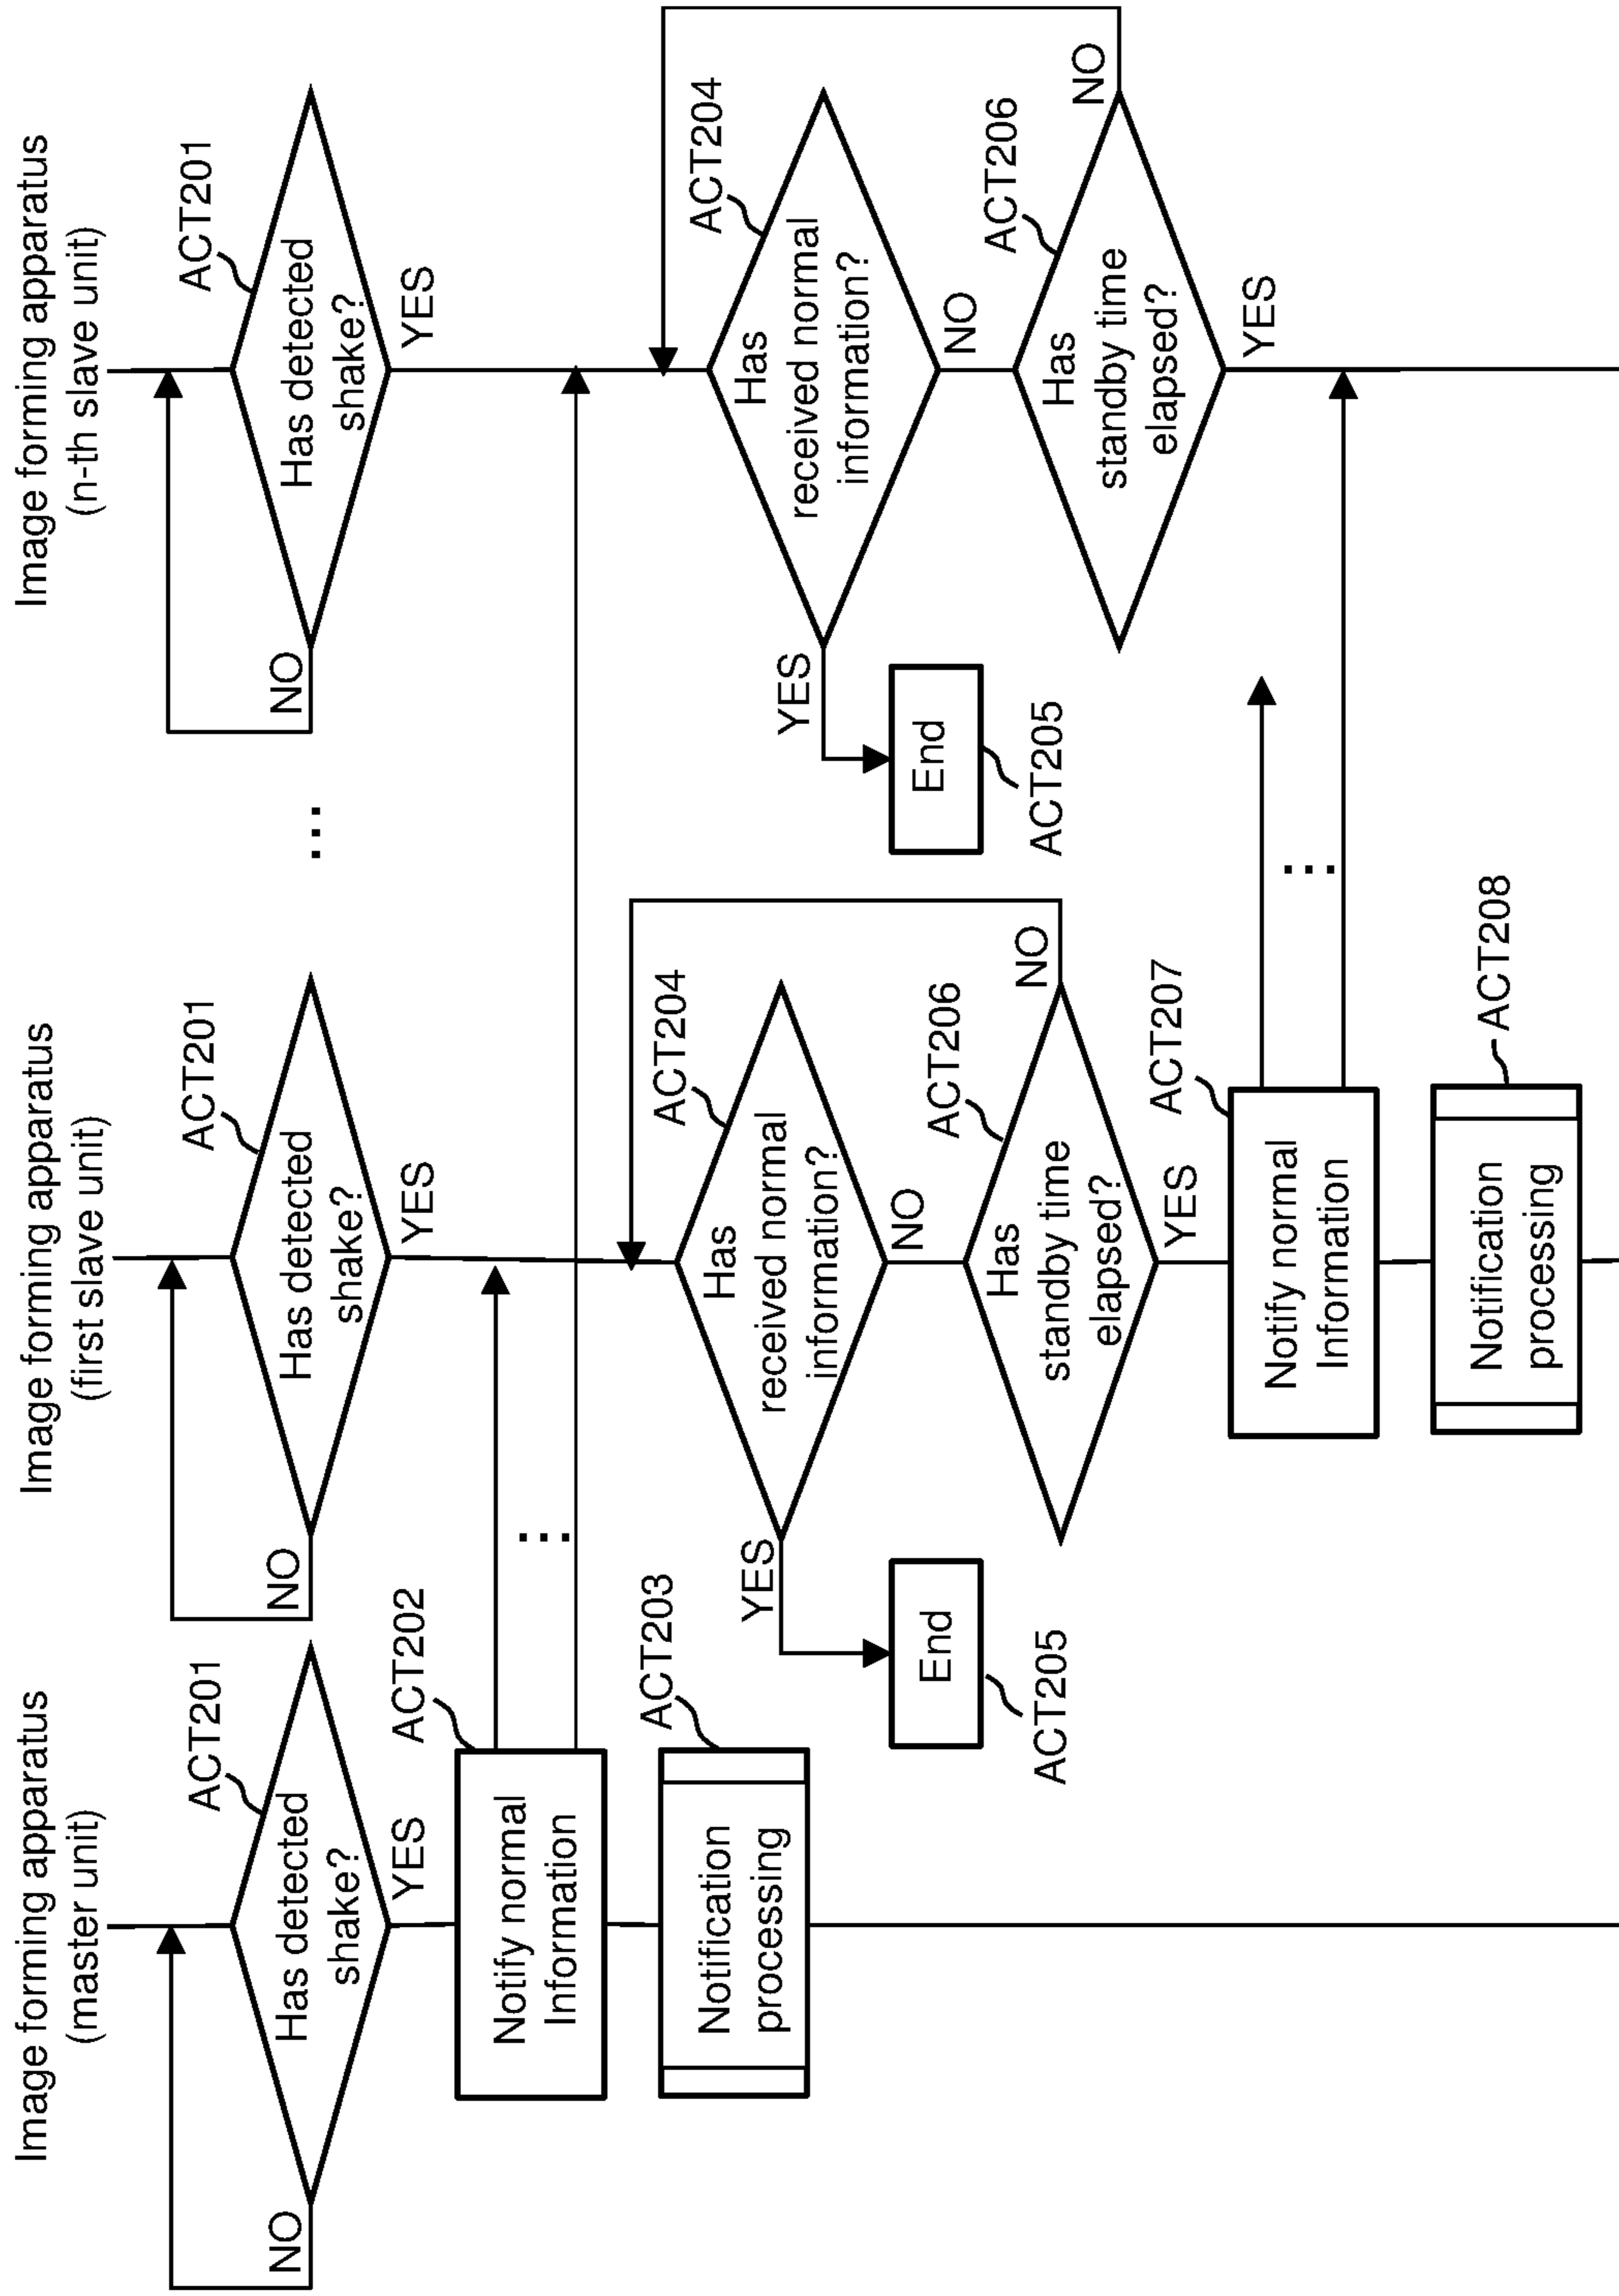 Image forming apparatus
(master unit)
ACT201
Has detected
shake?
NO
YES
ACT202
Notify normal
Information
...
ACT203
Notification
processing
Image forming apparatus
(first slave unit)
ACT201
Has detected
shake?
NO
YES
ACT204
Has
received normal
information?
YES
NO
End
ACT205
ACT206
Has
standby time
elapsed?
NO
YES
ACT207
Notify normal
Information
...
ACT208
Notification
processing
...
Image forming apparatus
(n-th slave unit)
ACT201
Has detected
shake?
NO
YES
ACT204
Has
received normal
information?
YES
NO
End
ACT205
ACT206
Has
standby time
elapsed?
NO
YES